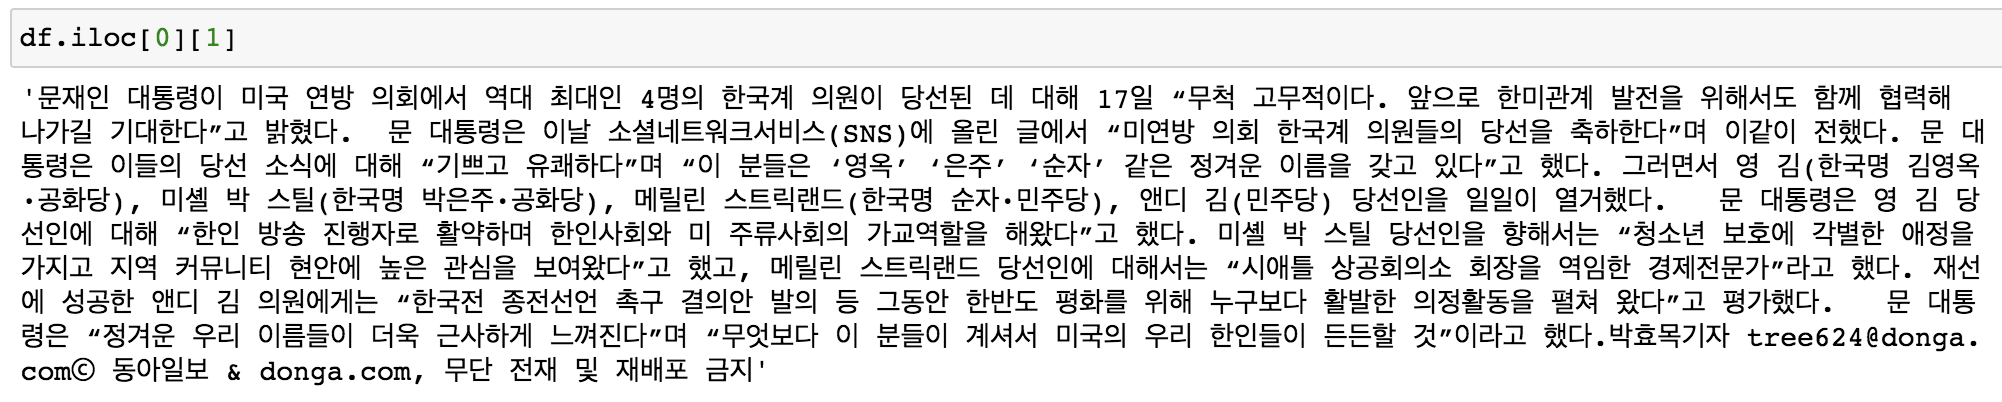 df.iloc[0][1]
'문재인 대통령이 미국 연방 의회에서 역대 최대인 4명의 한국계 의원이 당선된 데 대해 17일 “무척 고무적이다. 앞으로 한미관계 발전을 위해서도 함께 협력해
나가길 기대한다”고 밝혔다.  문 대통령은 이날 소셜네트워크서비스(SNS)에 올린 글에서 “미연방 의회 한국계 의원들의 당선을 축하한다”며 이같이 전했다. 문 대
통령은 이들의 당선 소식에 대해 “기쁘고 유쾌하다”며 “이 분들은 ‘영옥’ ‘은주’ ‘순자’ 같은 정겨운 이름을 갖고 있다”고 했다. 그러면서 영 김(한국명 김영옥
·공화당), 미셸 박 스틸(한국명 박은주·공화당), 메릴린 스트릭랜드(한국명 순자·민주당), 앤디 김(민주당) 당선인을 일일이 열거했다.   문 대통령은 영 김 당
선인에 대해 “한인 방송 진행자로 활약하며 한인사회와 미 주류사회의 가교역할을 해왔다”고 했다. 미셸 박 스틸 당선인을 향해서는 “청소년 보호에 각별한 애정을
가지고 지역 커뮤니티 현안에 높은 관심을 보여왔다”고 했고, 메릴린 스트릭랜드 당선인에 대해서는 “시애틀 상공회의소 회장을 역임한 경제전문가”라고 했다. 재선
에 성공한 앤디 김 의원에게는 “한국전 종전선언 촉구 결의안 발의 등 그동안 한반도 평화를 위해 누구보다 활발한 의정활동을 펼쳐 왔다”고 평가했다.   문 대통
령은 “정겨운 우리 이름들이 더욱 근사하게 느껴진다”며 “무엇보다 이 분들이 계셔서 미국의 우리 한인들이 든든할 것”이라고 했다.박효목기자 tree624@donga.
comⓒ 동아일보 & donga.com, 무단 전재 및 재배포 금지'